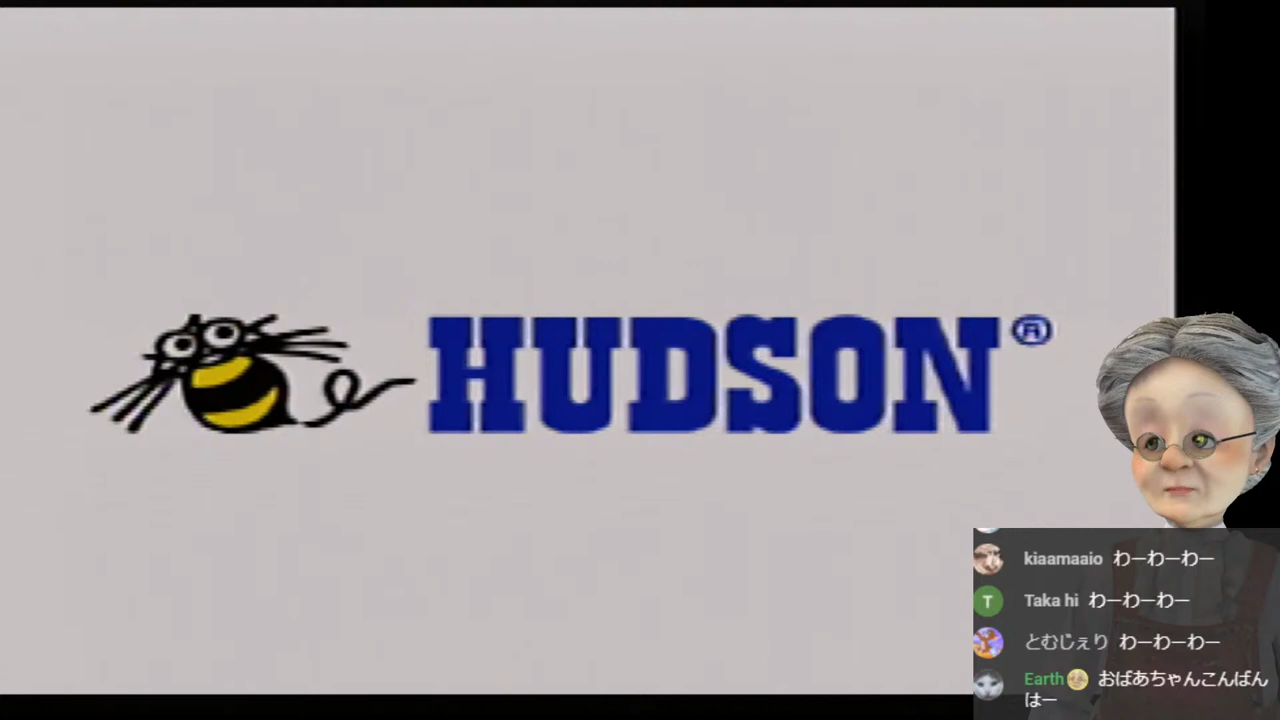 HUDSON®
kiaamaaio わーわーわー
T Taka hi わーわーわー
とむじぇり わーわーわー
Earth おばあちゃんこんばん
はー